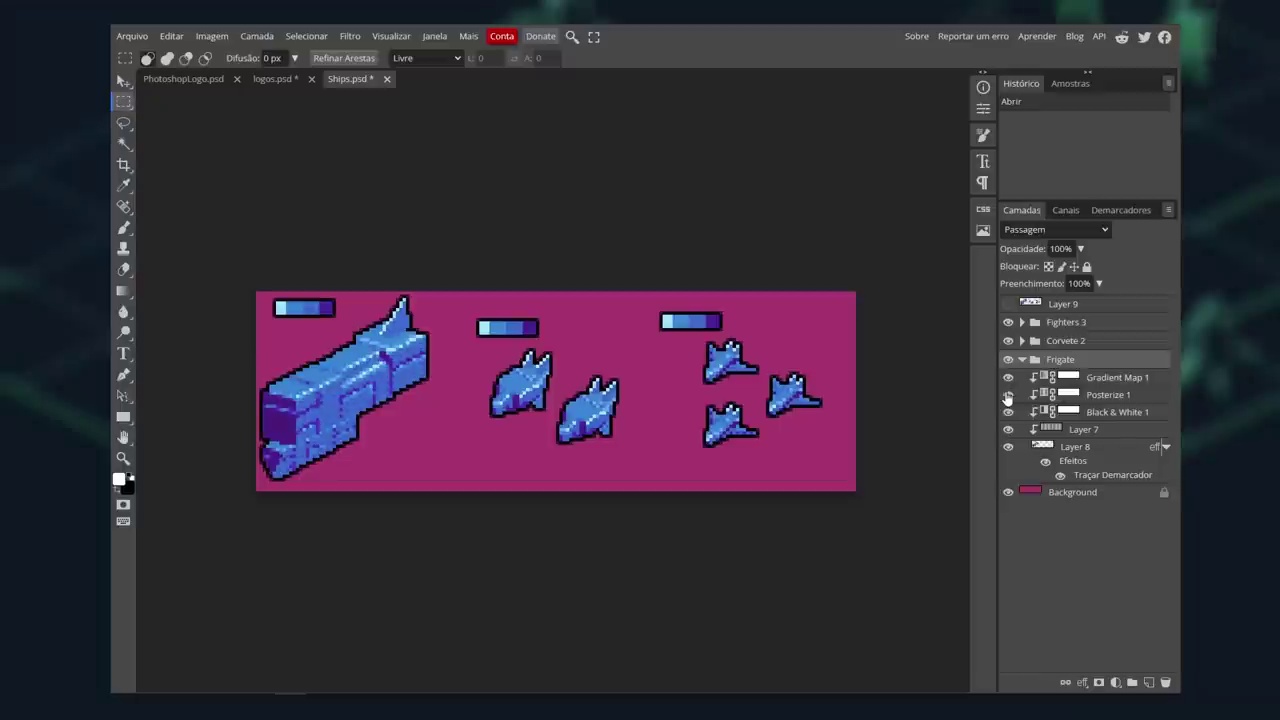 Arquivo Editar Imagem Camada Selecionar Filtro Visualizar Janela Mais Conta Donate Sobre Reportar um erro Aprender Blog API
Difusão: 0 px Refinar Arestas Livre L: 0 A: 0
PhotoshopLogo.psd logos.psd * Ships.psd *
Histórico Amostras
Abrir
Tt
¶
CSS
Camadas Canais Demarcadores
Passagem
Opacidade: 100%
Bloquear:
Preenchimento: 100%
Layer 9
Fighters 3
Corvete 2
Frigate
Gradient Map 1
Posterize 1
Black & White 1
Layer 7
Layer 8 eff
Efeitos
Traçar Demarcador
Background
T
eff